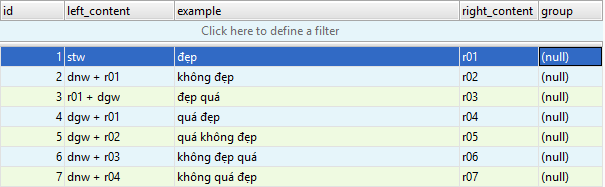 id left_content example right_content group
Click here to define a filter
1 stw đẹp r01 (null)
2 dnw + r01 không đẹp r02 (null)
3 r01 + dgw đẹp quá r03 (null)
4 dgw + r01 quá đẹp r04 (null)
5 dgw + r02 quá không đẹp r05 (null)
6 dnw + r03 không đẹp quá r06 (null)
7 dnw + r04 không quá đẹp r07 (null)